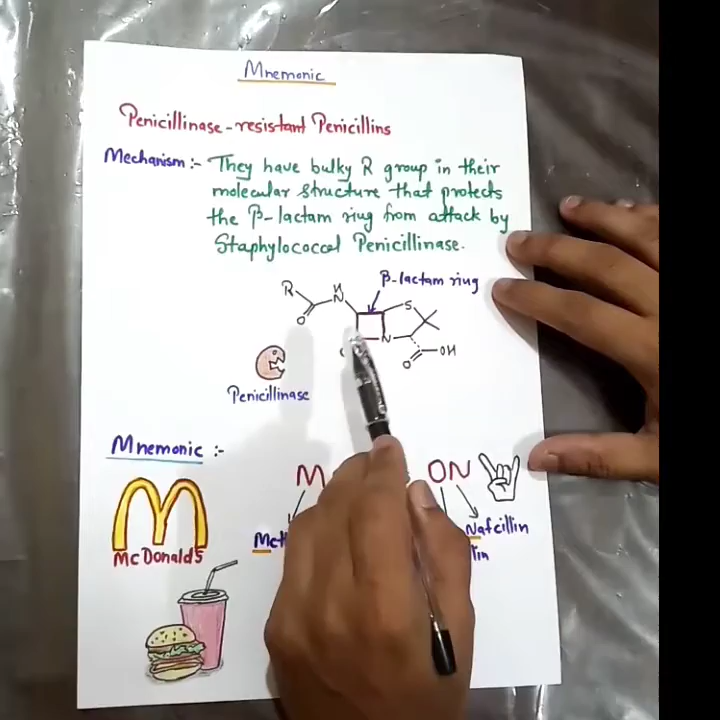 Mnemonic
Penicillinase-resistant Penicillins
Mechanism :- They have bulky R group in their
molecular structure that protects
the β-lactam ring from attack by
Staphylococcal Penicillinase.
β-lactam ring
R
H
N
O
S
N
O
OH
Penicillinase
Mnemonic :-
M ON
McDonald's
Nafcillin